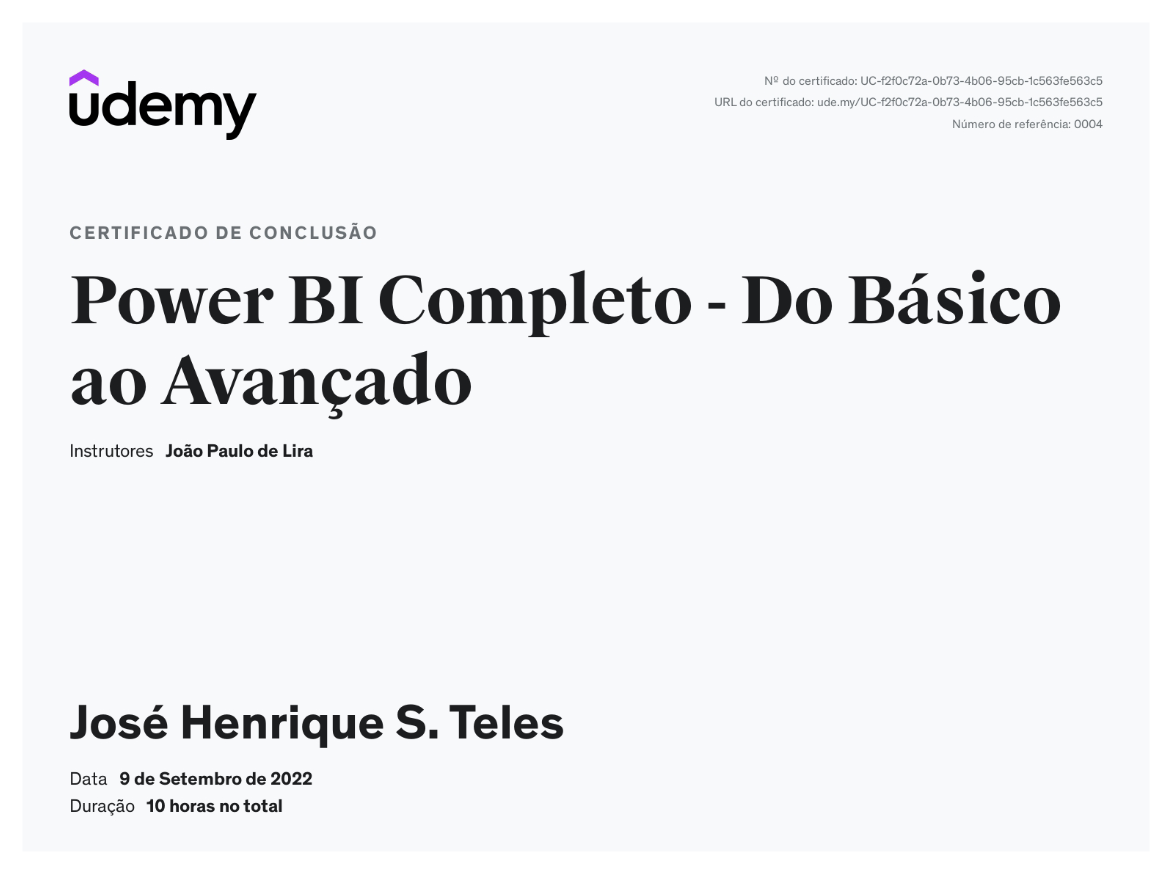 udemy
Nº do certificado: UC-f2f0c72a-0b73-4b06-95cb-1c563fe563c5
URL do certificado: ude.my/UC-f2f0c72a-0b73-4b06-95cb-1c563fe563c5
Número de referência: 0004
CERTIFICADO DE CONCLUSÃO
Power BI Completo - Do Básico
ao Avançado
Instrutores João Paulo de Lira
José Henrique S. Teles
Data 9 de Setembro de 2022
Duração 10 horas no total